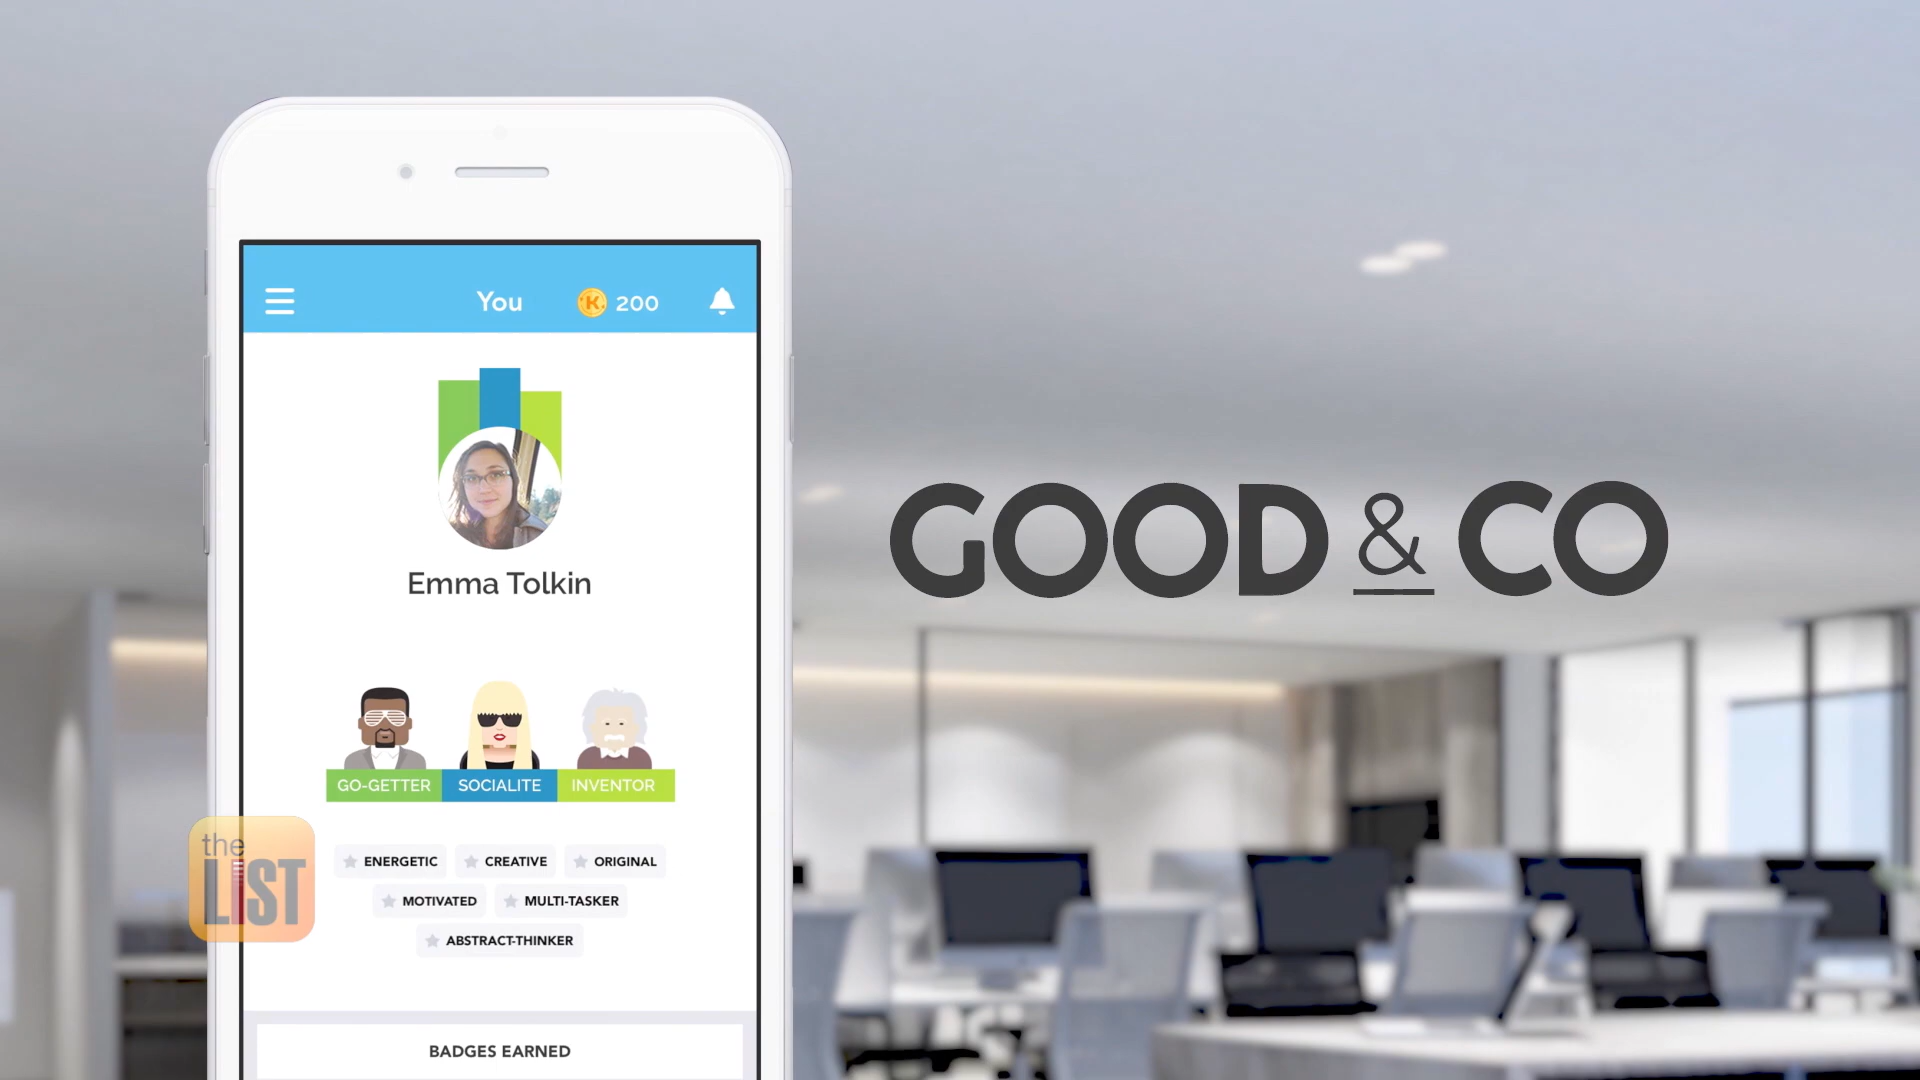 You
K
200
GOOD & CO
Emma Tolkin
GO-GETTER
SOCIALITE
INVENTOR
the
LIST
ENERGETIC
CREATIVE
ORIGINAL
MOTIVATED
MULTI-TASKER
ABSTRACT-THINKER
BADGES EARNED